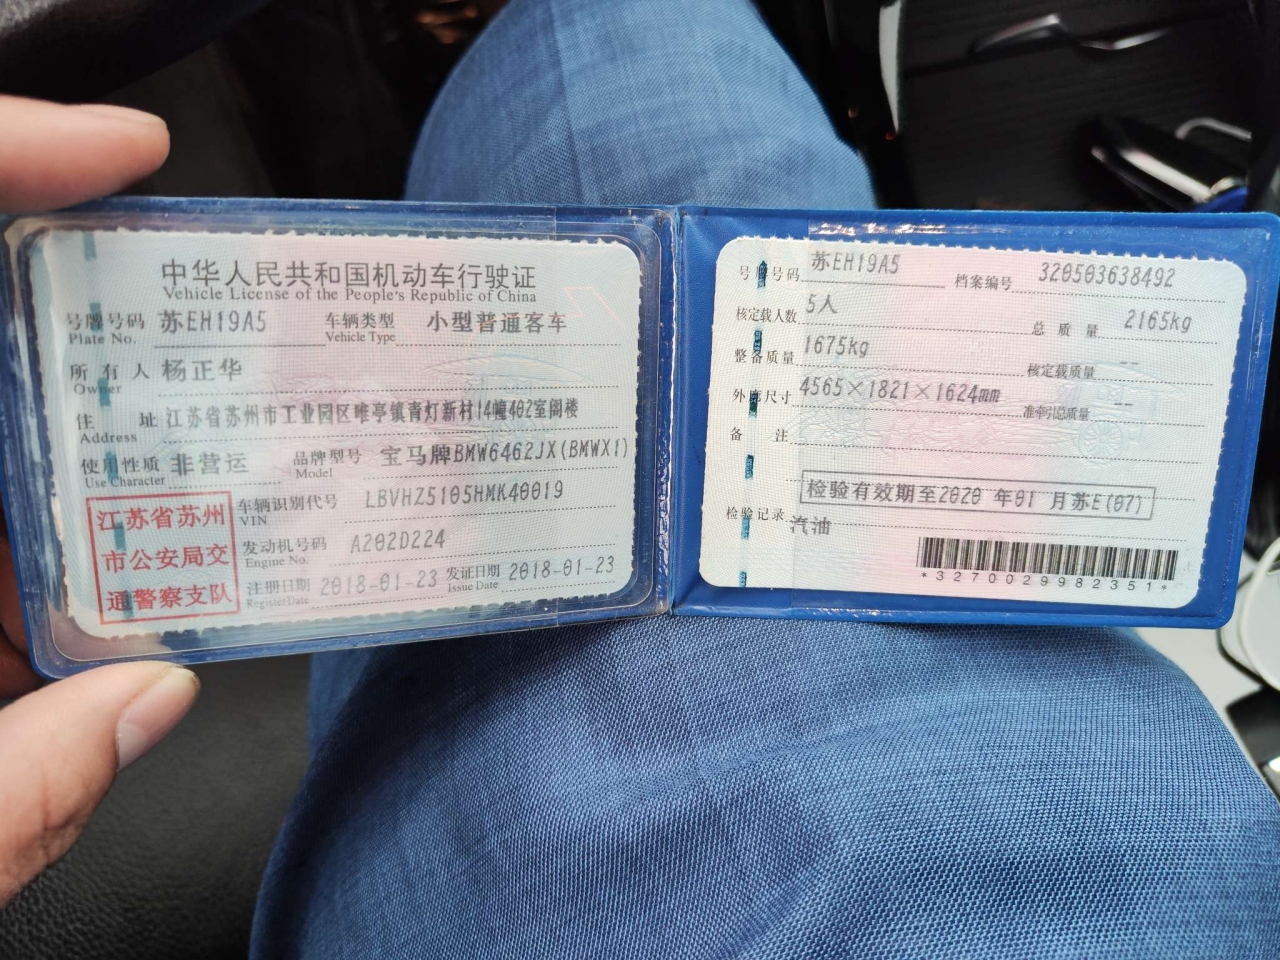 中华人民共和国机动车行驶证
Vehicle License of the People's Republic of China
号牌号码 苏EH19A5 车辆类型 小型普通客车
Plate No. Vehicle Type
所有人 杨正华
Owner
住址 江苏省苏州市工业园区唯亭镇青灯新村14幢402室阁楼
Address
使用性质 非营运 品牌型号 宝马牌BMW6462JX(BMWX1)
Use Character Model
江苏省苏州
市公安局交
通警察支队
车辆识别代号 LBVHZ5105HMK40019
VIN
发动机号码 A202D224
Engine No.
注册日期 2018-01-23 发证日期 2018-01-23
Register Date Issue Date
号牌号码 苏EH19A5 档案编号 320503638492
核定载人数 5人 总质量 2165kg
整备质量 1675kg 核定载质量 --
外廓尺寸 4565×1821×1624mm 准牵引总质量 --
备注
检验有效期至2020 年01 月苏E(07)
检验记录
汽油
*3270029982351*